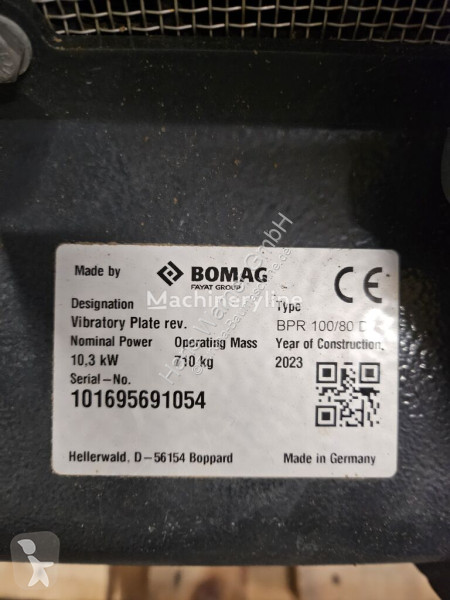 Made by BOMAG CE
FAYAT GROUP
Designation Type
Vibratory Plate rev. BPR 100/80 D
Nominal Power Operating Mass Year of Construction
10,3 kW 710 kg 2023
Serial-No.
101695691054
Hellerwald, D-56154 Boppard Made in Germany
Machineryline